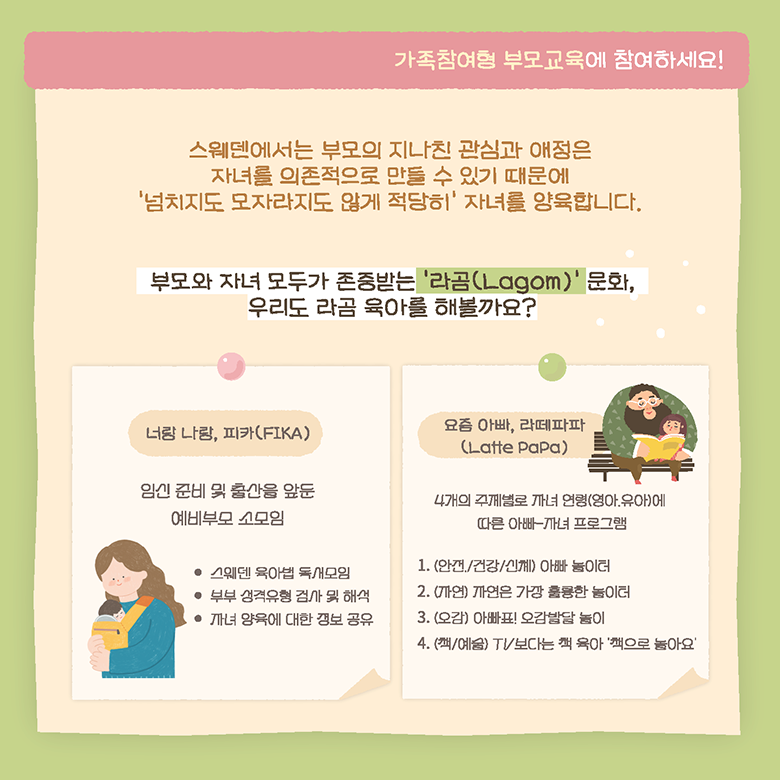 가족참여형 부모교육에 참여하세요!
스웨덴에서는 부모의 지나친 관심과 애정은
자녀를 의존적으로 만들 수 있기 때문에
'넘치지도 모자라지도 않게 적당히' 자녀를 양육합니다.
부모와 자녀 모두가 존중받는 '라곰(Lagom)' 문화,
우리도 라곰 육아를 해볼까요?
너랑 나랑, 피카(FIKA)
임신 준비 및 출산을 앞둔
예비부모 소모임
• 스웨덴 육아법 독서모임
• 부부 성격유형 검사 및 해석
• 자녀 양육에 대한 정보 공유
요즘 아빠, 라떼파파
(Latte PaPa)
4개의 주제별로 자녀 연령(영아.유아)에
따른 아빠-자녀 프로그램
1. (안전/건강/신체) 아빠 놀이터
2. (자연) 자연은 가장 훌륭한 놀이터
3. (오감) 아빠표! 오감발달 놀이
4. (책/예술) TV보다는 책 육아 '책으로 놀아요'